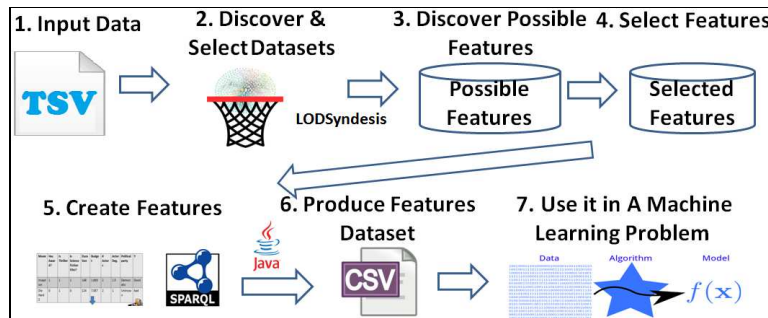 1. Input Data
2. Discover &
Select Datasets
3. Discover Possible
Features
4. Select Features
TSV
LODSyndesis
Possible
Features
Selected
Features
5. Create Features
6. Produce Features
Dataset
7. Use it in A Machine
Learning Problem
SPARQL
Java
CSV
Data
Algorithm
Model
f(x)